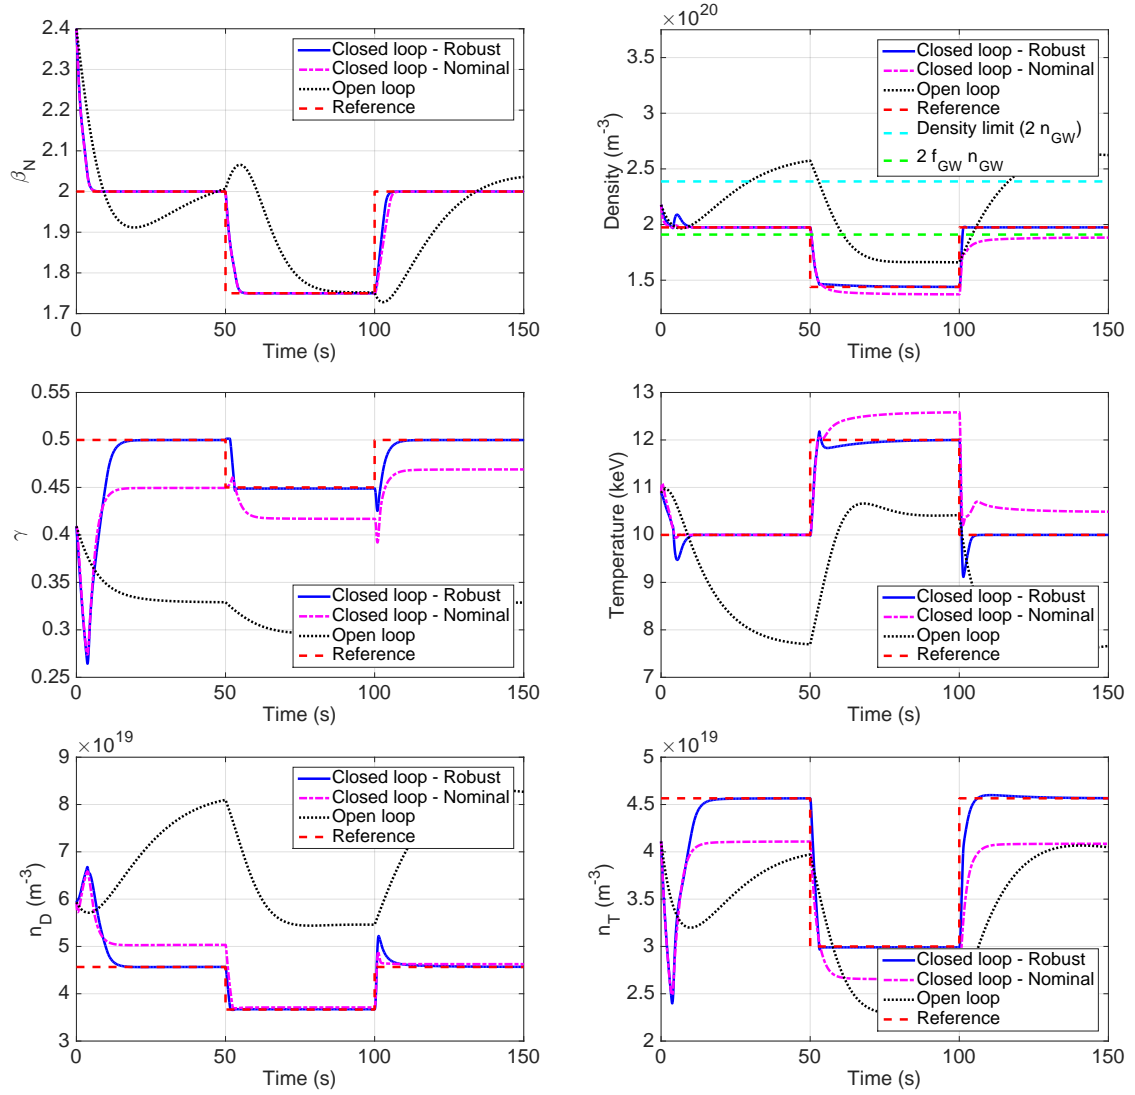 2.4
2.3
2.2
2.1
2
1.9
1.8
1.7
0
50
100
150
β_N
Time (s)
Closed loop - Robust
Closed loop - Nominal
Open loop
Reference
×10^20
3.5
3
2.5
2
1.5
0
50
100
150
Density (m^-3)
Time (s)
Closed loop - Robust
Closed loop - Nominal
Open loop
Reference
Density limit (2 n_GW)
2 f_GW n_GW
0.55
0.5
0.45
0.4
0.35
0.3
0.25
0
50
100
150
γ
Time (s)
Closed loop - Robust
Closed loop - Nominal
Open loop
Reference
13
12
11
10
9
8
7
0
50
100
150
Temperature (keV)
Time (s)
Closed loop - Robust
Closed loop - Nominal
Open loop
Reference
×10^19
9
8
7
6
5
4
3
0
50
100
150
n_D (m^-3)
Time (s)
Closed loop - Robust
Closed loop - Nominal
Open loop
Reference
×10^19
5
4.5
4
3.5
3
2.5
2
0
50
100
150
n_T (m^-3)
Time (s)
Closed loop - Robust
Closed loop - Nominal
Open loop
Reference